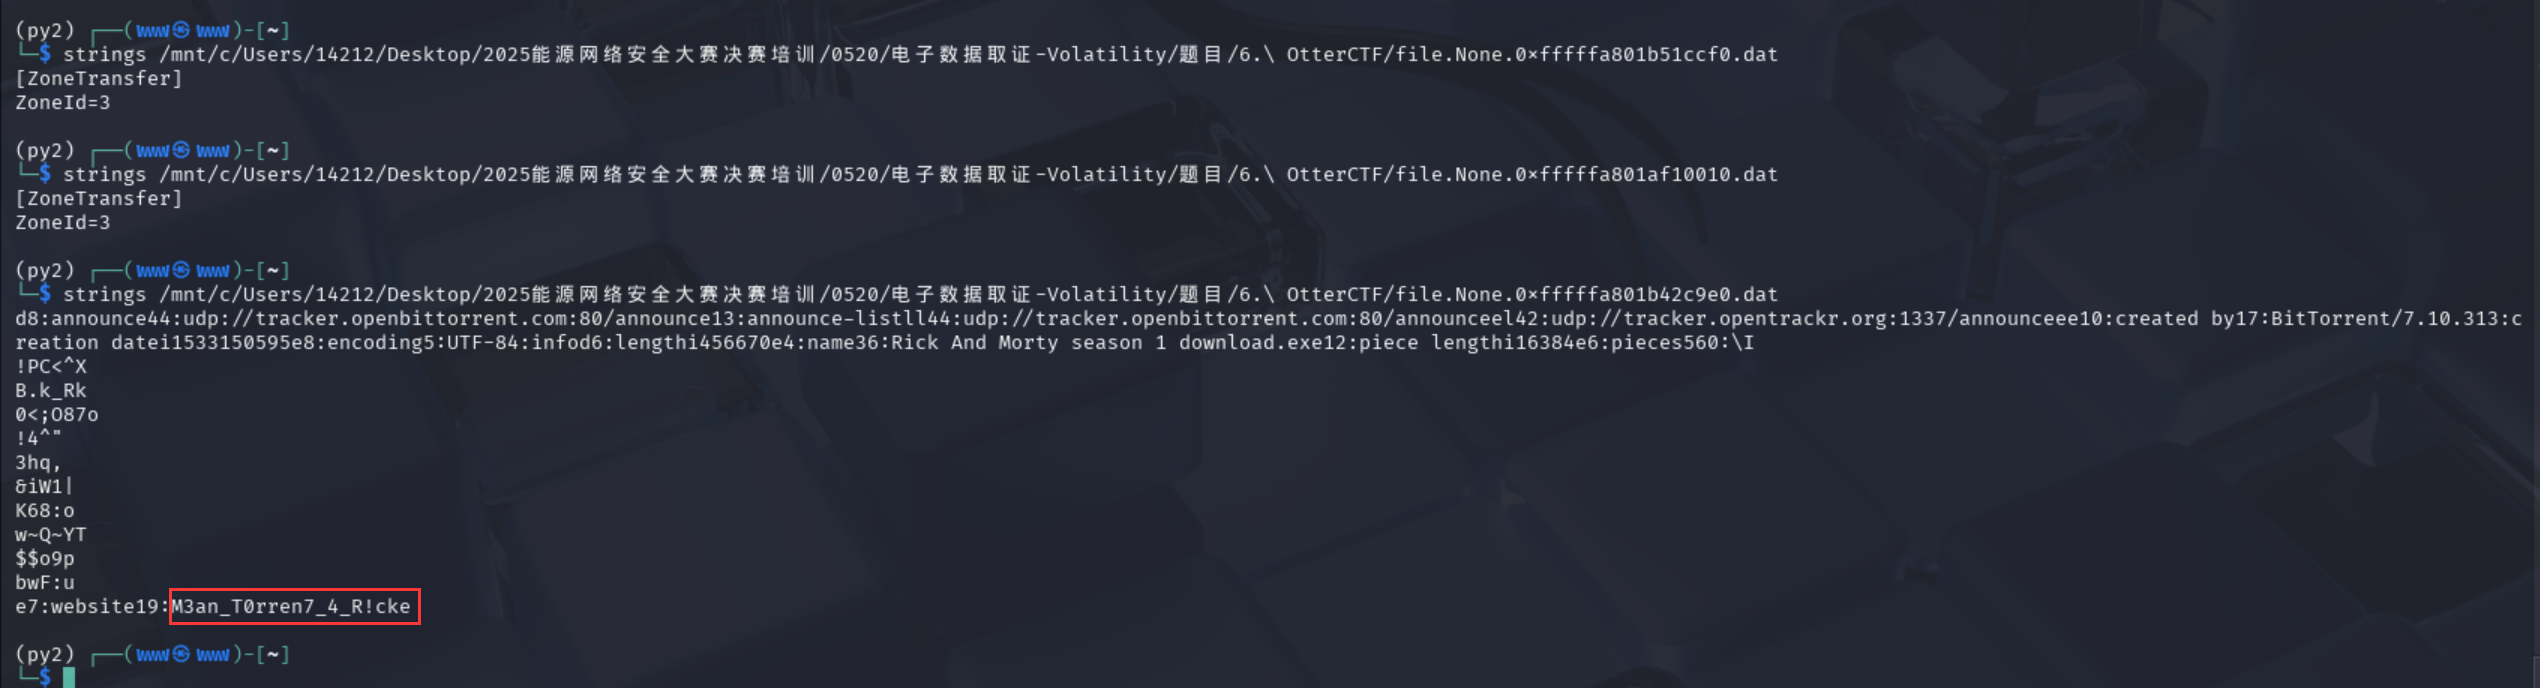 (py2) ┌──(www㉿www)-[~]
└─$ strings /mnt/c/Users/14212/Desktop/2025能源网络安全大赛决赛培训/0520/电子数据取证-Volatility/题目/6.\ OtterCTF/file.None.0×fffffa801b51ccf0.dat
[ZoneTransfer]
ZoneId=3
(py2) ┌──(www㉿www)-[~]
└─$ strings /mnt/c/Users/14212/Desktop/2025能源网络安全大赛决赛培训/0520/电子数据取证-Volatility/题目/6.\ OtterCTF/file.None.0×fffffa801af10010.dat
[ZoneTransfer]
ZoneId=3
(py2) ┌──(www㉿www)-[~]
└─$ strings /mnt/c/Users/14212/Desktop/2025能源网络安全大赛决赛培训/0520/电子数据取证-Volatility/题目/6.\ OtterCTF/file.None.0×fffffa801b42c9e0.dat
d8:announce44:udp://tracker.openbittorrent.com:80/announce13:announce-listll44:udp://tracker.openbittorrent.com:80/announceel42:udp://tracker.opentrackr.org:1337/announceee10:created by17:BitTorrent/7.10.313:c
reation datei1533150595e8:encoding5:UTF-84:infod6:lengthi456670e4:name36:Rick And Morty season 1 download.exe12:piece lengthi16384e6:pieces560:\I
!PC<^X
B.k_Rk
0<;O87o
!4^"
3hq,
&iW1|
K68:o
w~Q~YT
$$o9p
bwF:u
e7:website19:M3an_T0rren7_4_R!cke
(py2) ┌──(www㉿www)-[~]
└─$